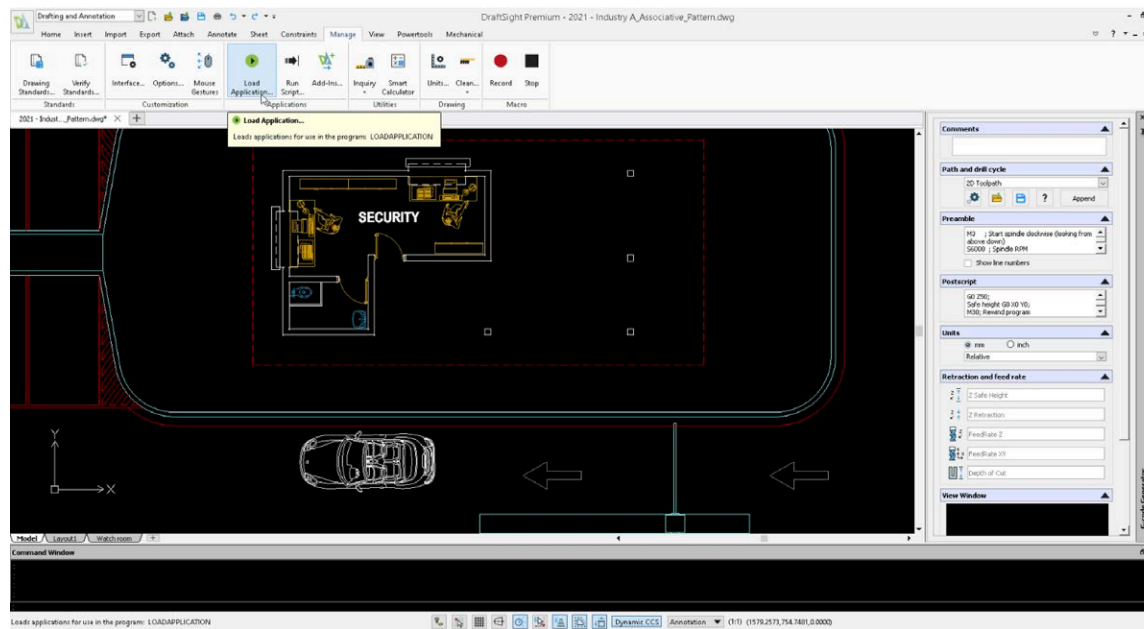 Drafting and Annotation
DraftSight Premium - 2021 - Industry A_Associative_Pattern.dwg
Home Insert Import Export Attach Annotate Sheet Constraints Manage View Powertools Mechanical
Drawing Standards...
Verify Standards...
Interface...
Options...
Mouse Gestures
Load Application...
Run Script...
Add-Ins...
Inquiry
Smart Calculator
Units...
Clean...
Record
Stop
Standards
Customization
Applications
Utilities
Drawing
Macro
2021 - Indust..._Pattern.dwg*
Load Application...
Loads applications for use in the program: LOADAPPLICATION
SECURITY
Y
X
Comments
Path and drill cycle
2D Toolpath
Append
Preamble
M3 ; Start spindle clockwise (looking from
above down)
S6000 ; Spindle RPM
Show line numbers
Postscript
G0 Z50;
Safe height G0 X0 Y0;
M30; Rewind program
Units
mm inch
Relative
Retraction and feed rate
Z Safe Height
Z Retraction
FeedRate Z
FeedRate XY
Depth of Cut
View Window
Model Layout1 Watch room
Command Window
Loads applications for use in the program: LOADAPPLICATION
Dynamic CCS Annotation (1:1) (1579.2573,754.7481,0.0000)